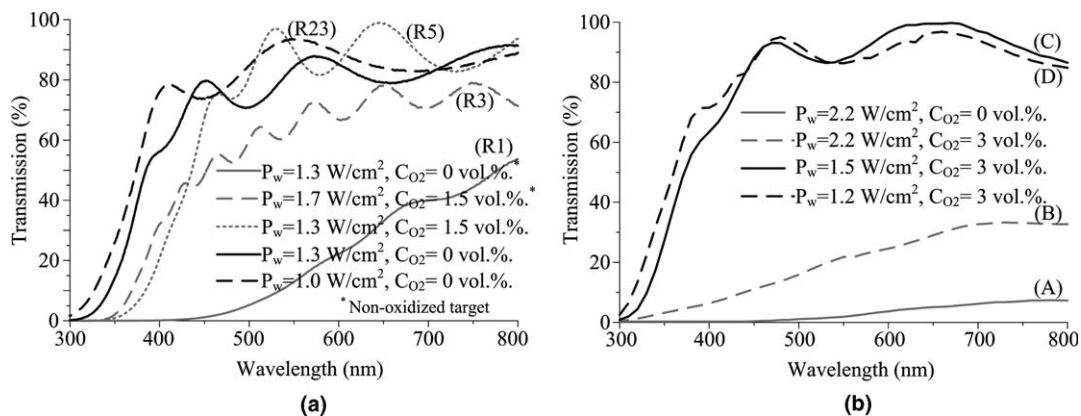 100
80
60
40
20
0
Transmission (%)
300
400
500
600
700
800
Wavelength (nm)
(R23)
(R5)
(R3)
(R1)
P_w=1.3 W/cm², C_O2= 0 vol.%.*
P_w=1.7 W/cm², C_O2= 1.5 vol.%.*
P_w=1.3 W/cm², C_O2= 1.5 vol.%.
P_w=1.3 W/cm², C_O2= 0 vol.%.
P_w=1.0 W/cm², C_O2= 0 vol.%.
*Non-oxidized target
(a)
100
80
60
40
20
0
Transmission (%)
300
400
500
600
700
800
Wavelength (nm)
(C)
(D)
P_w=2.2 W/cm², C_O2= 0 vol.%.
P_w=2.2 W/cm², C_O2= 3 vol.%.
P_w=1.5 W/cm², C_O2= 3 vol.%.
P_w=1.2 W/cm², C_O2= 3 vol.%.
(B)
(A)
(b)